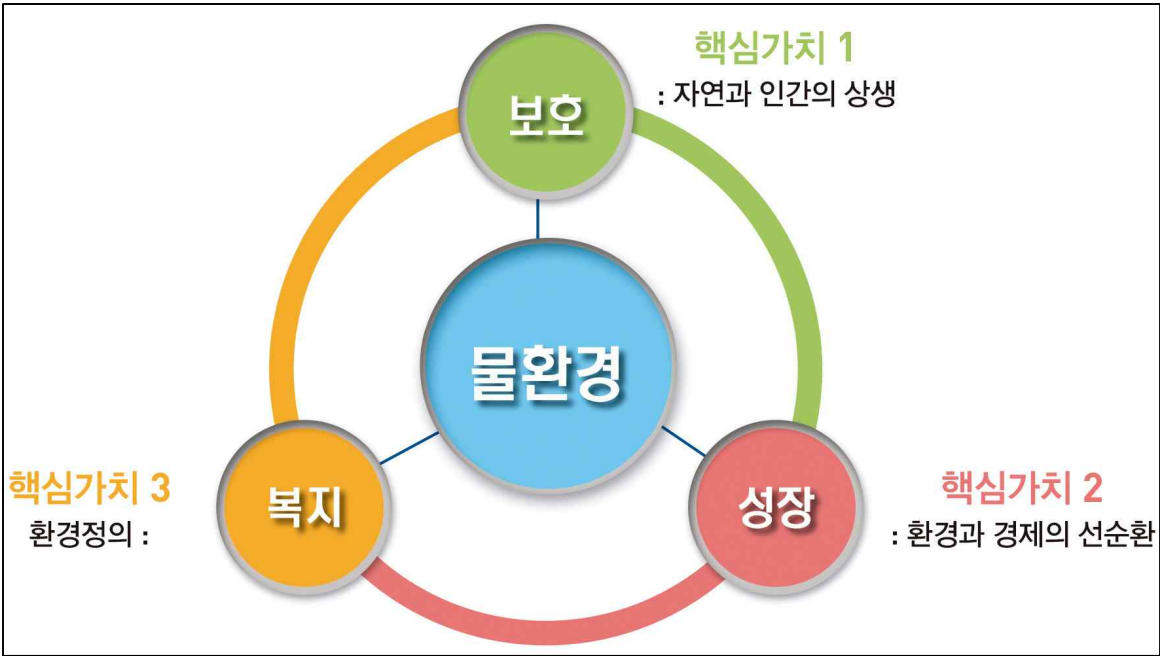 핵심가치 1
: 자연과 인간의 상생
보호
물환경
핵심가치 3
환경정의 :
복지
성장
핵심가치 2
: 환경과 경제의 선순환